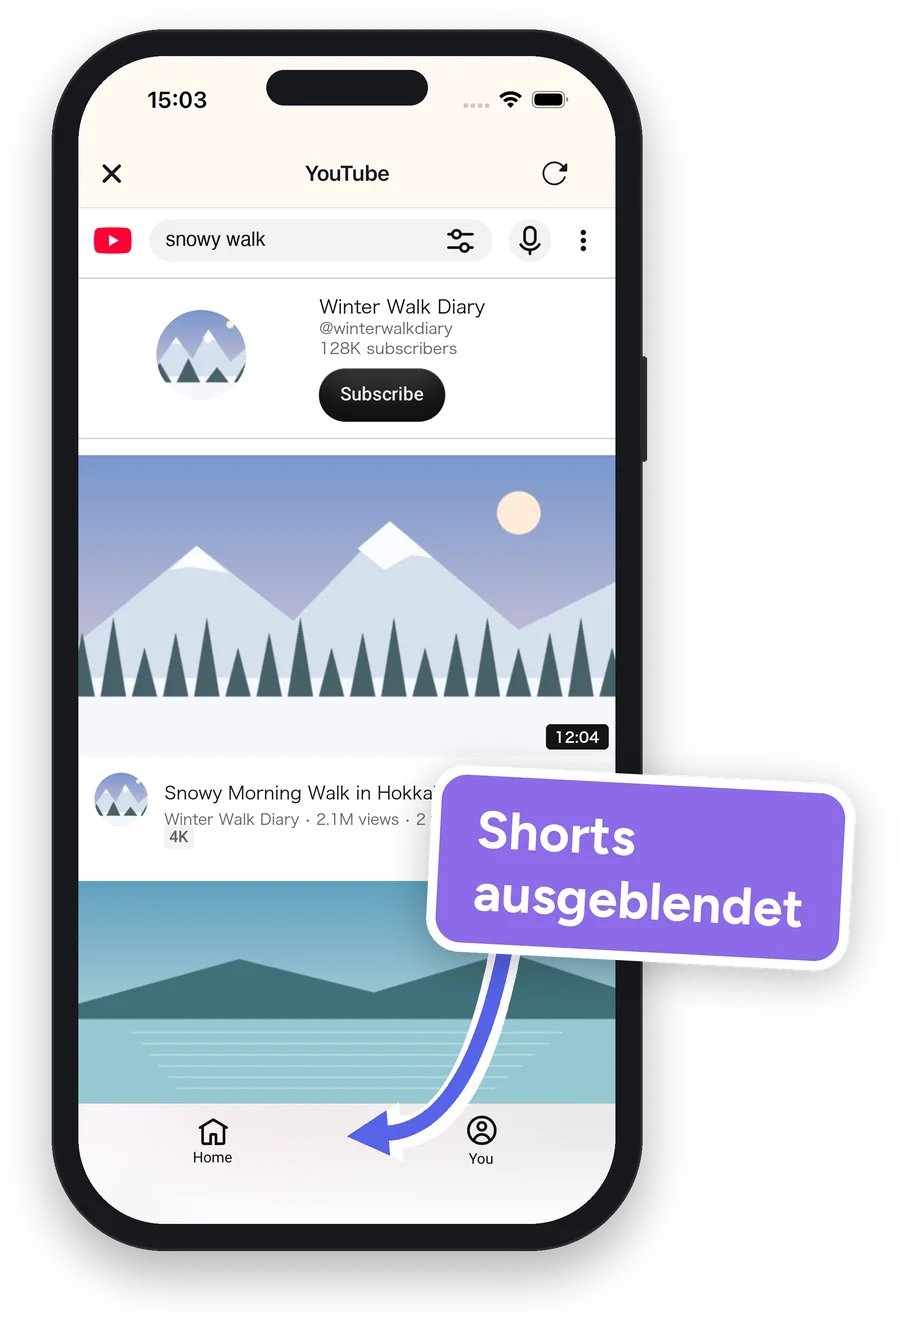 15:03
YouTube
snowy walk
Winter Walk Diary
@winterwalkdiary
128K subscribers
Subscribe
12:04
Snowy Morning Walk in
Winter Walk Diary · 2.1M views · 2
4K
Shorts
ausgeblendet
Home
You